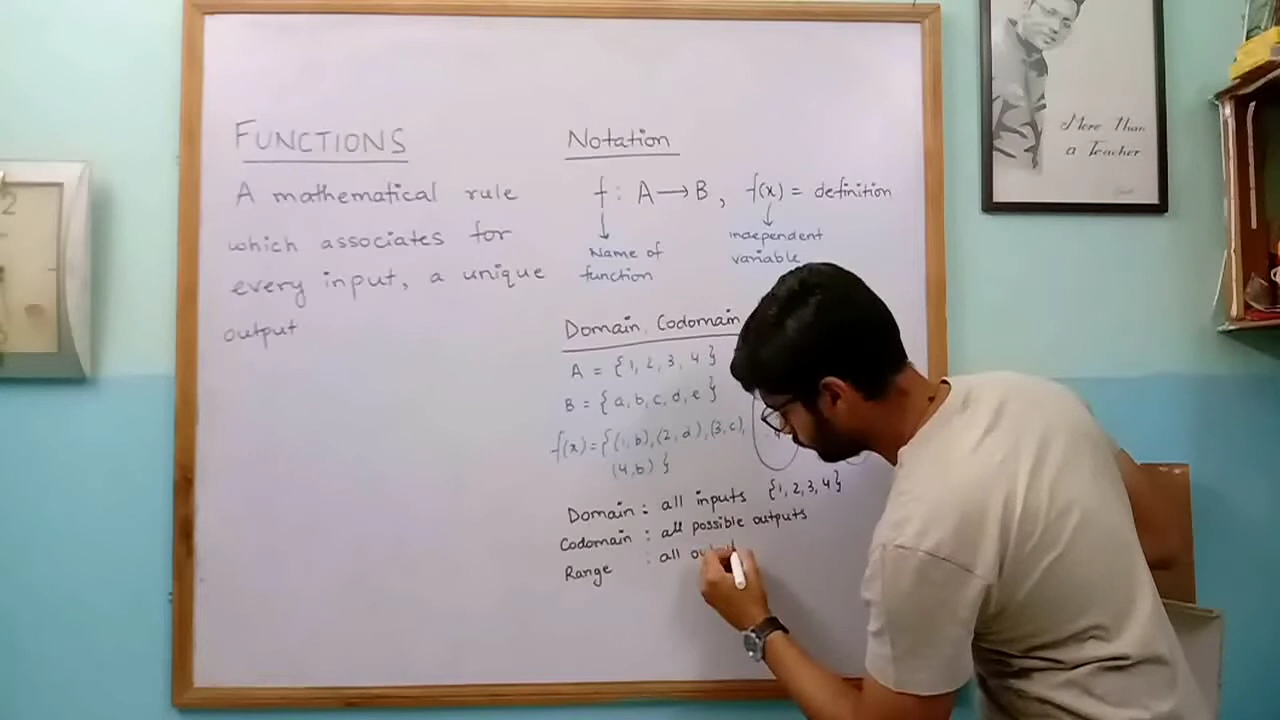 FUNCTIONS
A mathematical rule
which associates for
every input, a unique
output
Notation
f : A → B , f(x) = definition
Name of
function
independent
variable
Domain, Codomain
A = {1, 2, 3, 4}
B = {a, b, c, d, e}
f(x) = {(1, b), (2, d), (3, c),
(4, b) }
Domain : all inputs {1, 2, 3, 4}
Codomain : all possible outputs
Range : all
More Than
a Teacher
2